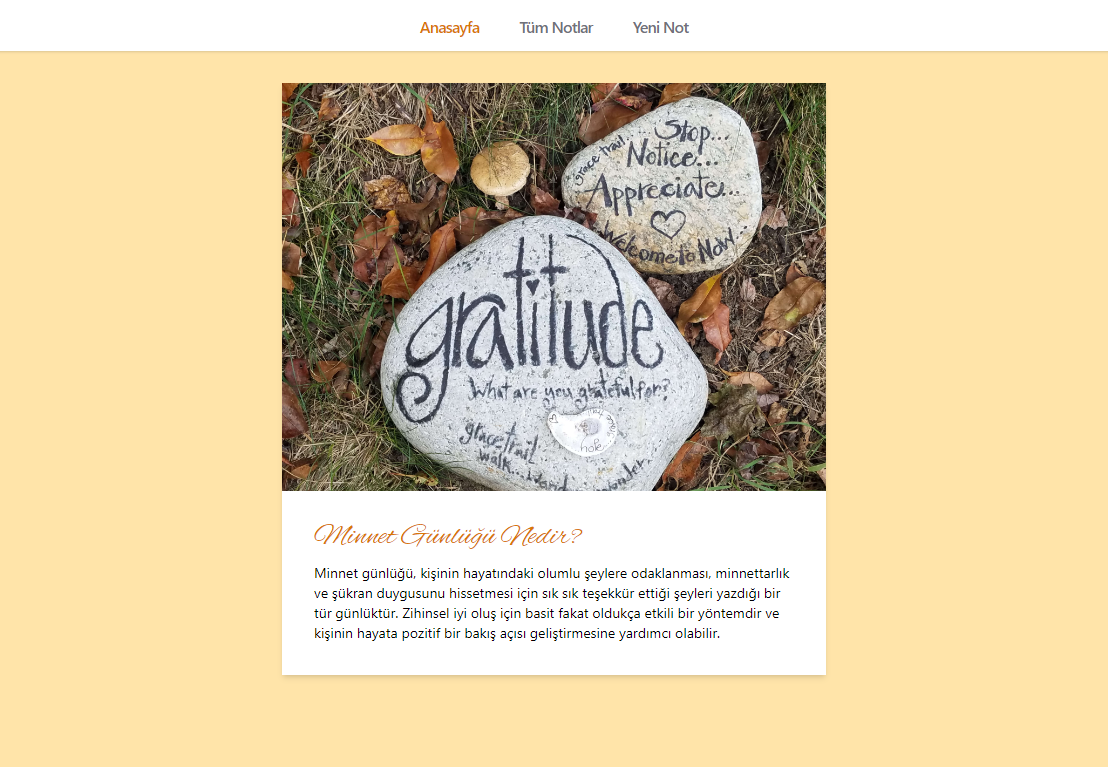 Anasayfa Tüm Notlar Yeni Not
Stop...
grace trail...
Notice...
Appreciate...
Welcome to Now...
gratitude
What are you grateful for?
grace trail
walk...
Minnet Günlüğü Nedir?
Minnet günlüğü, kişinin hayatındaki olumlu şeylere odaklanması, minnettarlık
ve şükran duygusunu hissetmesi için sık sık teşekkür ettiği şeyleri yazdığı bir
tür günlüktür. Zihinsel iyi oluş için basit fakat oldukça etkili bir yöntemdir ve
kişinin hayata pozitif bir bakış açısı geliştirmesine yardımcı olabilir.